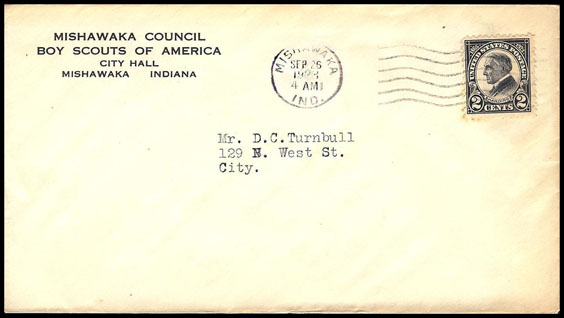 MISHAWAKA COUNCIL
BOY SCOUTS OF AMERICA
CITY HALL
MISHAWAKA INDIANA
MISHAWAKA
SEP 26
1923
4 AM
IND.
UNITED STATES POSTAGE
2 CENTS 2
Mr. D.C.Turnbull
129 N. West St.
City.